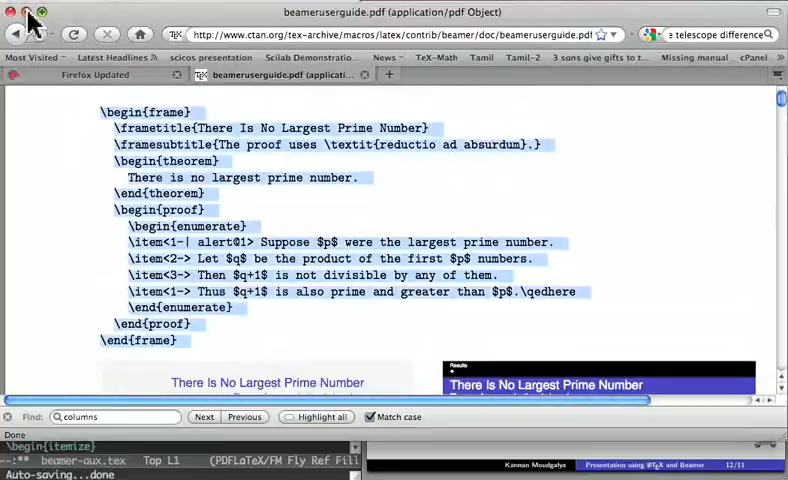 beameruserguide.pdf (application/pdf Object)
http://www.ctan.org/tex-archive/macros/latex/contrib/beamer/doc/beameruserguide.pdf
e telescope difference
Most Visited Latest Headlines scicos presentation Scilab Demonstratio... News TeX-Math Tamil Tamil-2 3 sons give gifts to t... Missing manual cPanel
Firefox Updated beameruserguide.pdf (applicati...
\begin{frame}
\frametitle{There Is No Largest Prime Number}
\framesubtitle{The proof uses \textit{reductio ad absurdum}.}
\begin{theorem}
There is no largest prime number.
\end{theorem}
\begin{proof}
\begin{enumerate}
\item<1-| alert@1> Suppose $p$ were the largest prime number.
\item<2-> Let $q$ be the product of the first $p$ numbers.
\item<3-> Then $q+1$ is not divisible by any of them.
\item<1-> Thus $q+1$ is also prime and greater than $p$.\qedhere
\end{enumerate}
\end{proof}
\end{frame}
Results
There Is No Largest Prime Number There Is No Largest Prime Number
Find: columns Next Previous Highlight all Match case
Done
\begin{itemize}
--:** beamer-aux.tex Top L1 (PDFLaTeX/FM Fly Ref Fill
Kannan Moudgalya Presentation using LaTeX and Beamer 12/11
Auto-saving...done